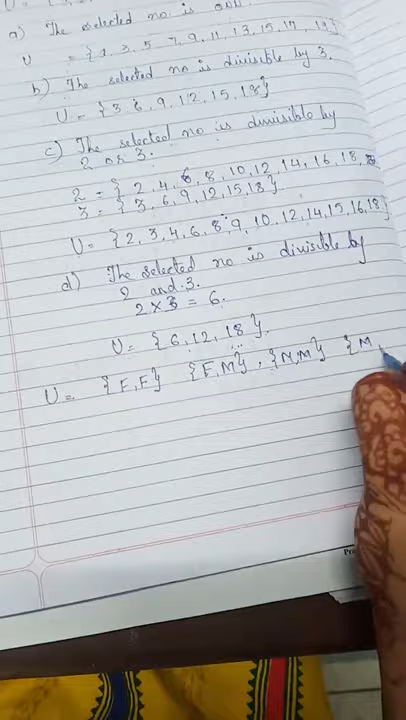 a) The selected no is odd.
U = {1, 3, 5, 7, 9, 11, 13, 15, 17, 19}
b) The selected no is divisible by 3.
U = {3 6, 9, 12, 15, 18}
c) The selected no is divisible by
2 or 3.
2 = {2, 4, 6, 8, 10, 12, 14, 16, 18,
3 = {3, 6, 9, 12, 15, 18}.
U = {2, 3, 4, 6, 8, 9, 10, 12, 14, 15, 16, 18}
d) The selected no is divisible by
2 and 3.
2 × 3 = 6.
U = {6, 12, 18}.
U = {F, F} {F, M}, {M, M} {M,